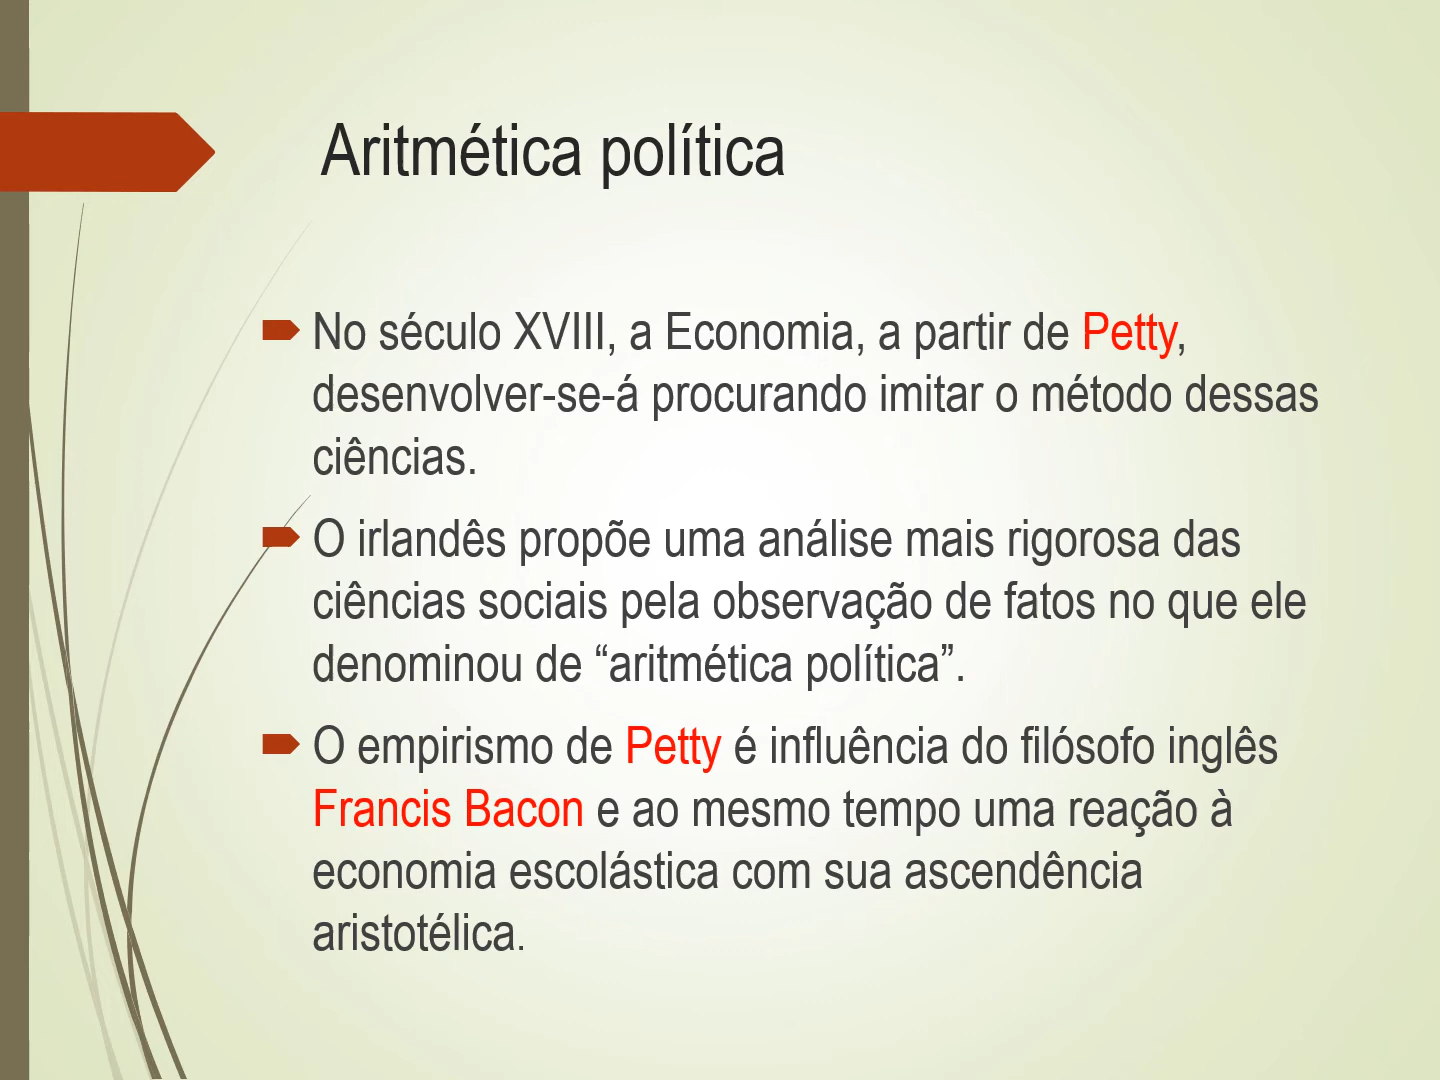 Aritmética política
No século XVIII, a Economia, a partir de Petty,
desenvolver-se-á procurando imitar o método dessas
ciências.
O irlandês propõe uma análise mais rigorosa das
ciências sociais pela observação de fatos no que ele
denominou de “aritmética política”.
O empirismo de Petty é influência do filósofo inglês
Francis Bacon e ao mesmo tempo uma reação à
economia escolástica com sua ascendência
aristotélica.